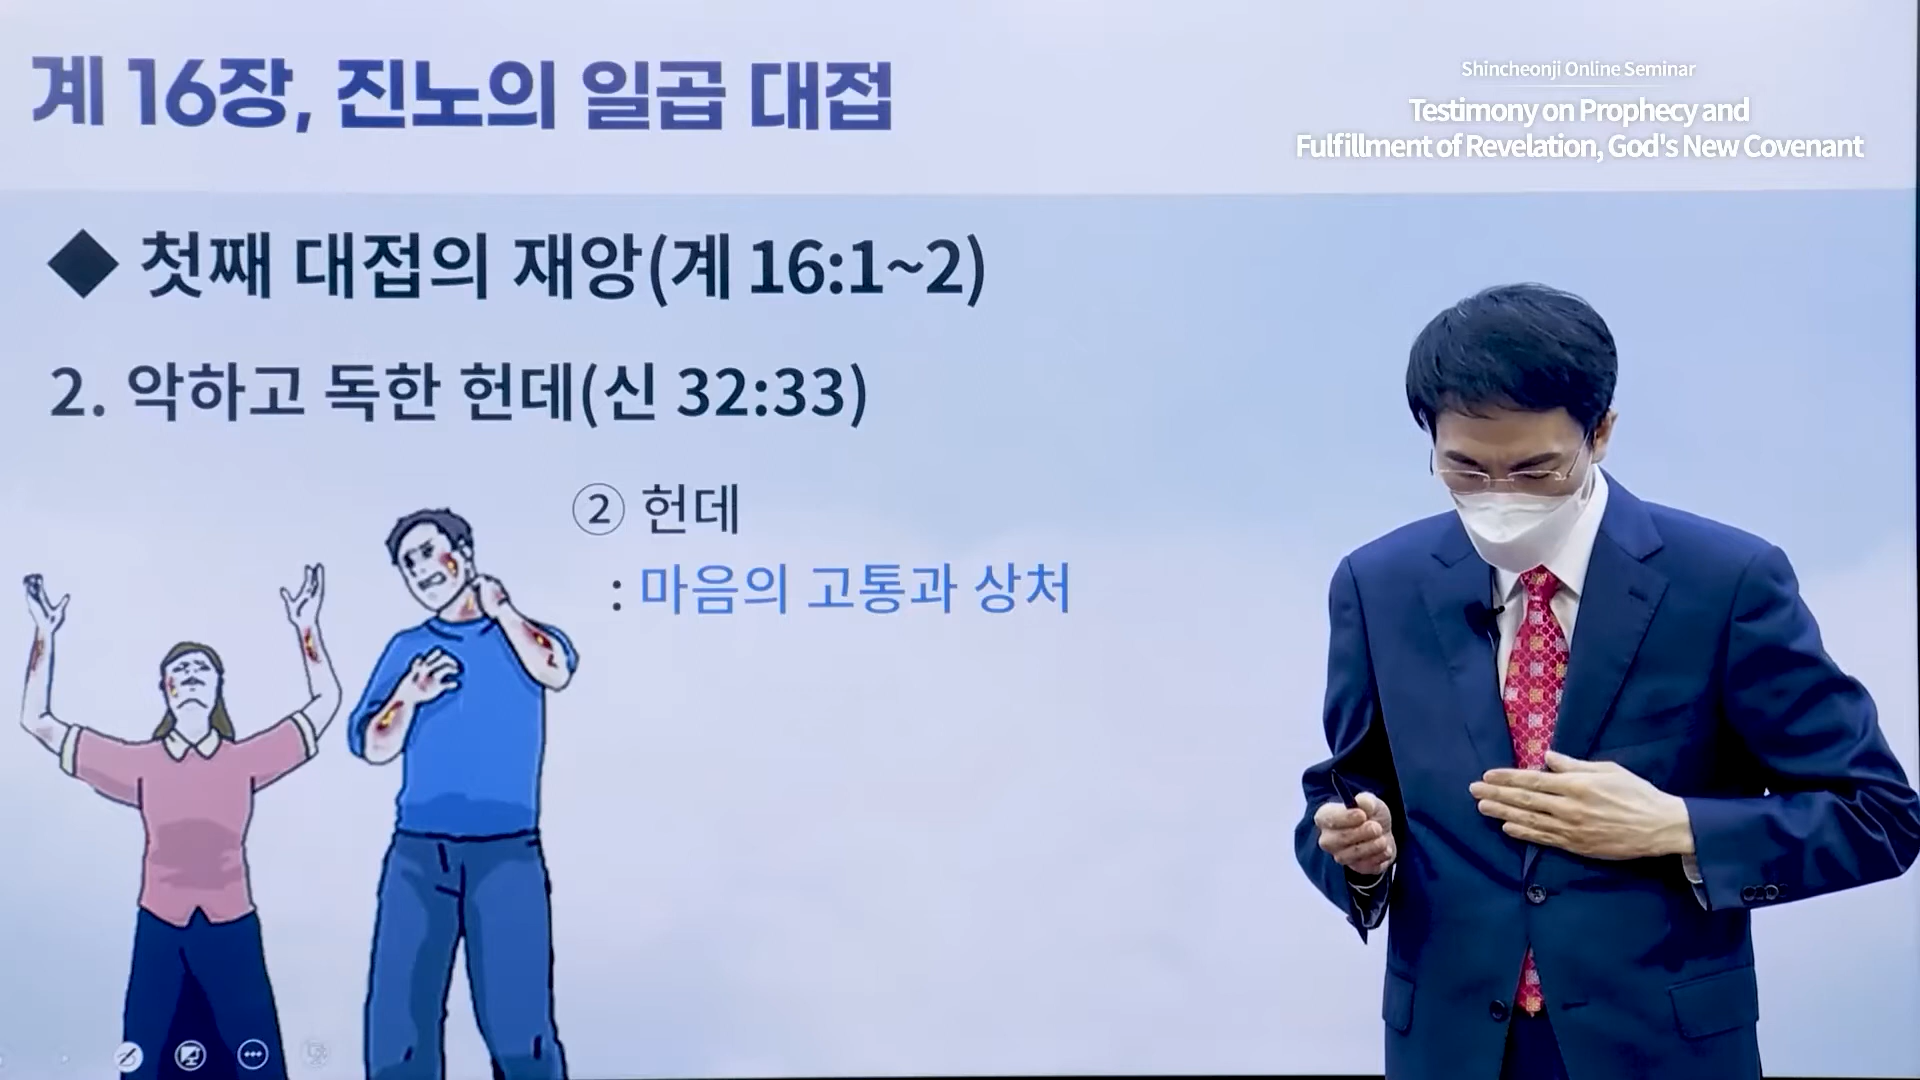 계 16장, 진노의 일곱 대접
Shincheonji Online Seminar
Testimony on Prophecy and
Fulfillment of Revelation, God's New Covenant
◆ 첫째 대접의 재앙(계 16:1~2)
2. 악하고 독한 헌데(신 32:33)
② 헌데
: 마음의 고통과 상처